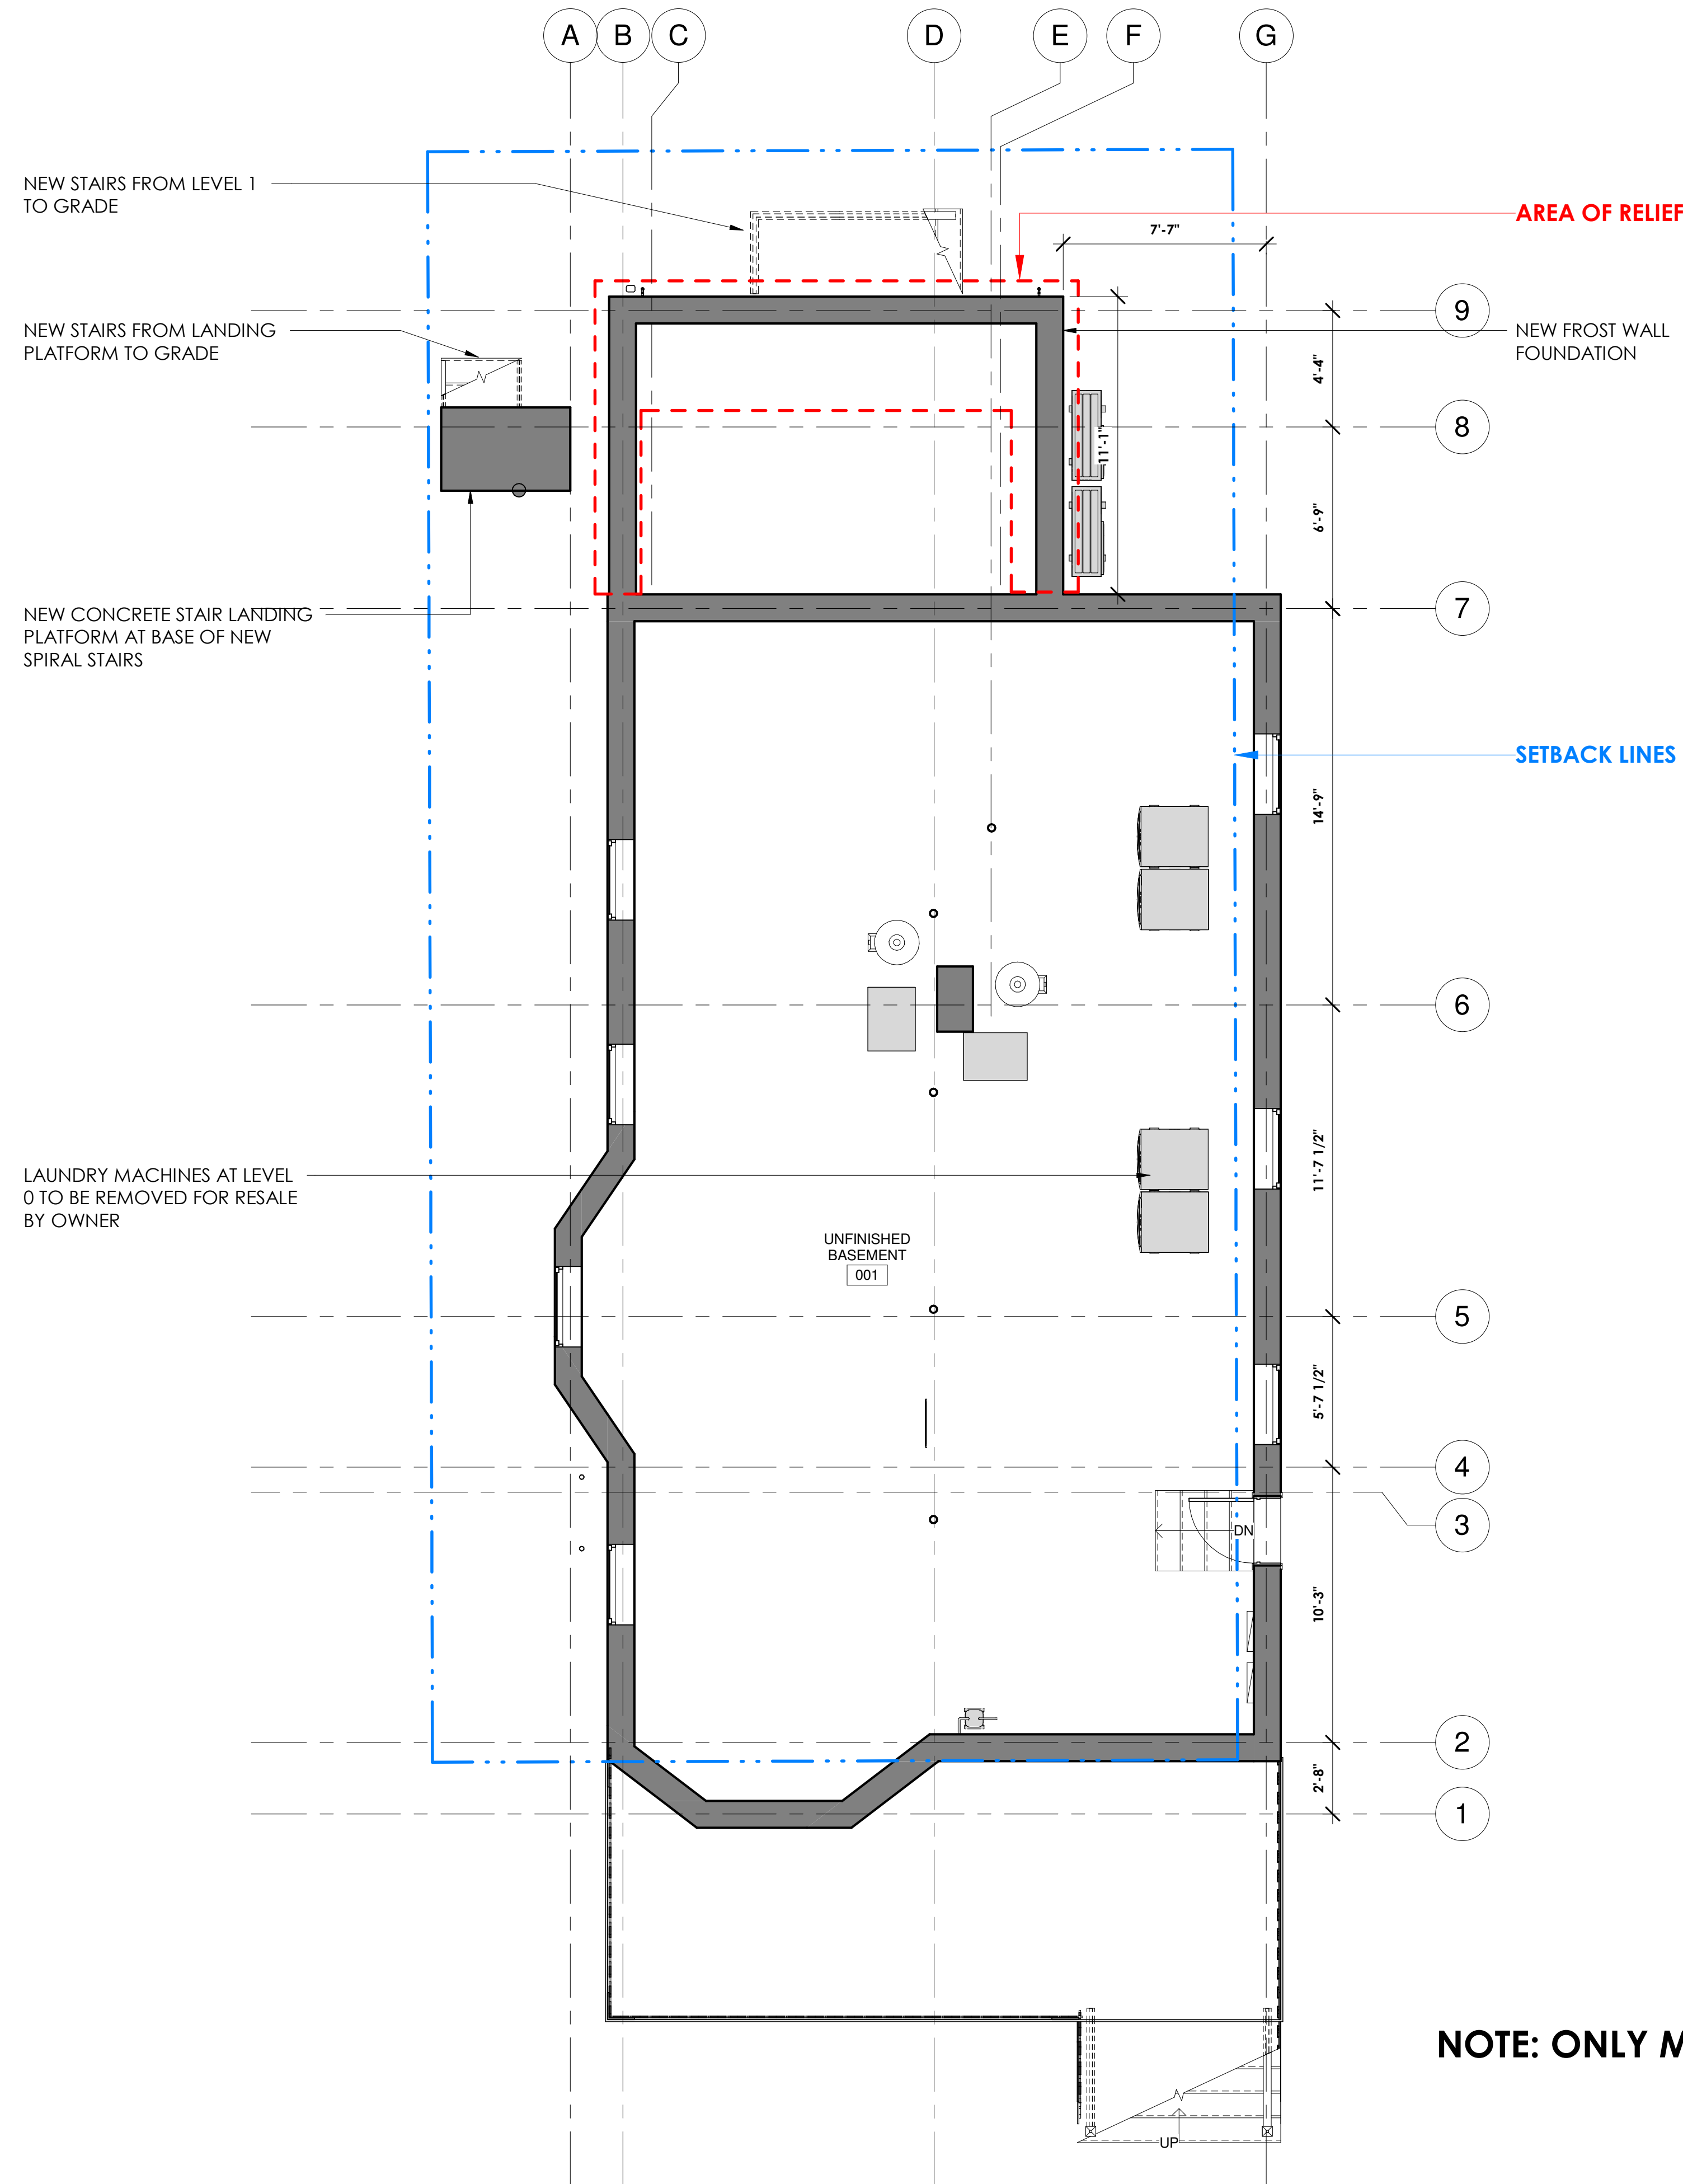 A B C D E F G
NEW STAIRS FROM LEVEL 1
TO GRADE
AREA OF RELIEF
7'-7"
9
NEW STAIRS FROM LANDING
PLATFORM TO GRADE
NEW FROST WALL
FOUNDATION
4'-4"
8
11'-1"
6'-9"
7
NEW CONCRETE STAIR LANDING
PLATFORM AT BASE OF NEW
SPIRAL STAIRS
SETBACK LINES
14'-9"
6
11'-7 1/2"
LAUNDRY MACHINES AT LEVEL
0 TO BE REMOVED FOR RESALE
BY OWNER
UNFINISHED
BASEMENT
001
5
5'-7 1/2"
4
3
DN
10'-3"
2
2'-8"
1
NOTE: ONLY M
UP